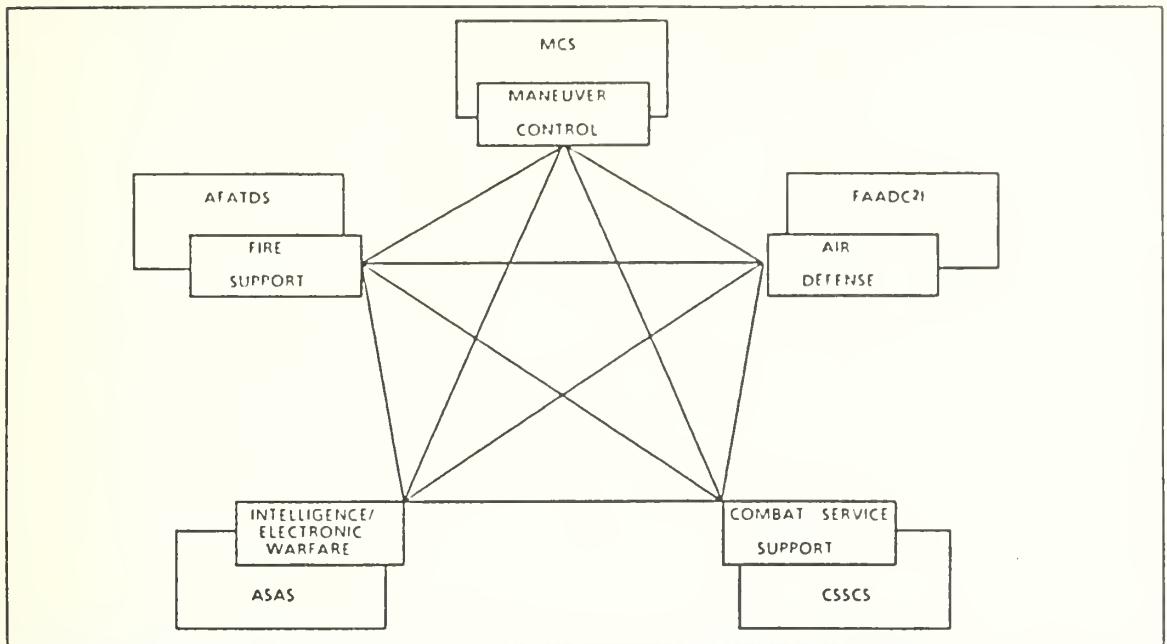 MCS
MANEUVER
CONTROL
AFATDS
FIRE
SUPPORT
FAADC²I
AIR
DEFENSE
INTELLIGENCE/
ELECTRONIC
WARFARE
ASAS
COMBAT SERVICE
SUPPORT
CSSCS